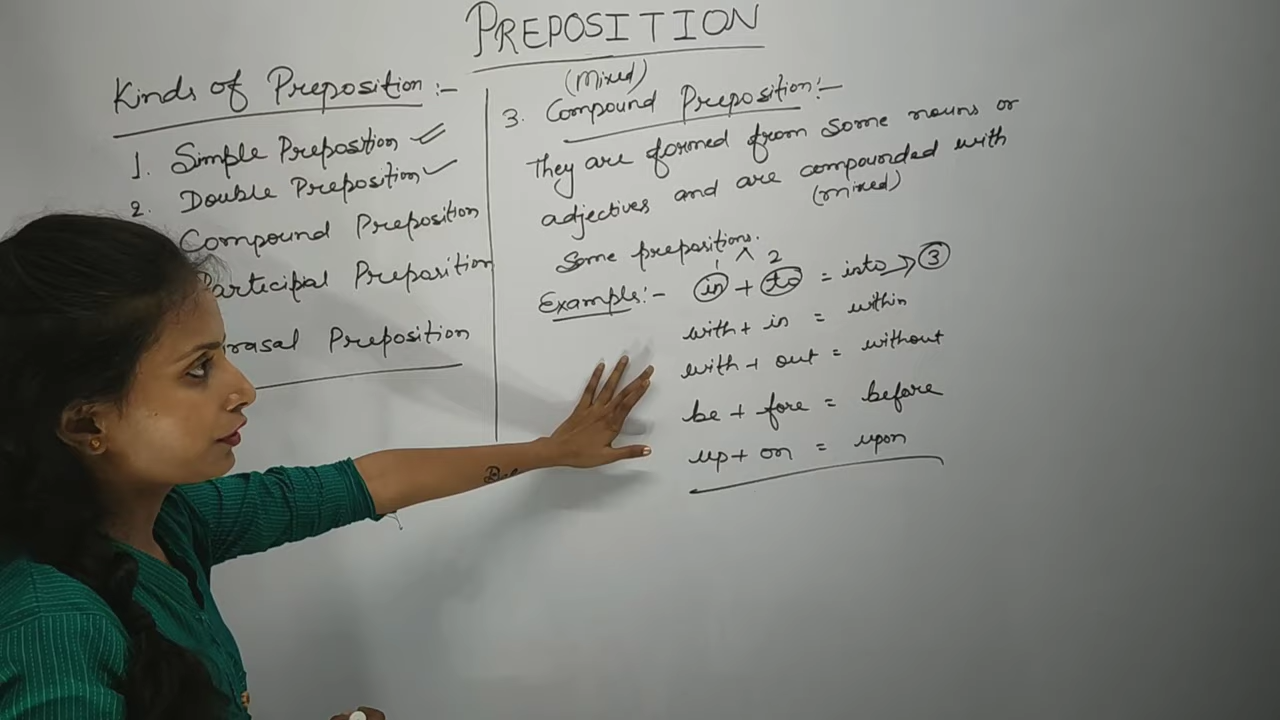 PREPOSITION
Kinds of Preposition :-
1. Simple Preposition
2. Double Preposition
Compound Preposition
Participal Preposition
rasal Preposition
(Mixed)
3. Compound Preposition:-
They are formed from some nouns or
adjectives and are compounded with
(mixed)
some prepositions.
1 2
Example:- in + to = into → 3
with + in = within
with + out = without
be + fore = before
up + on = upon